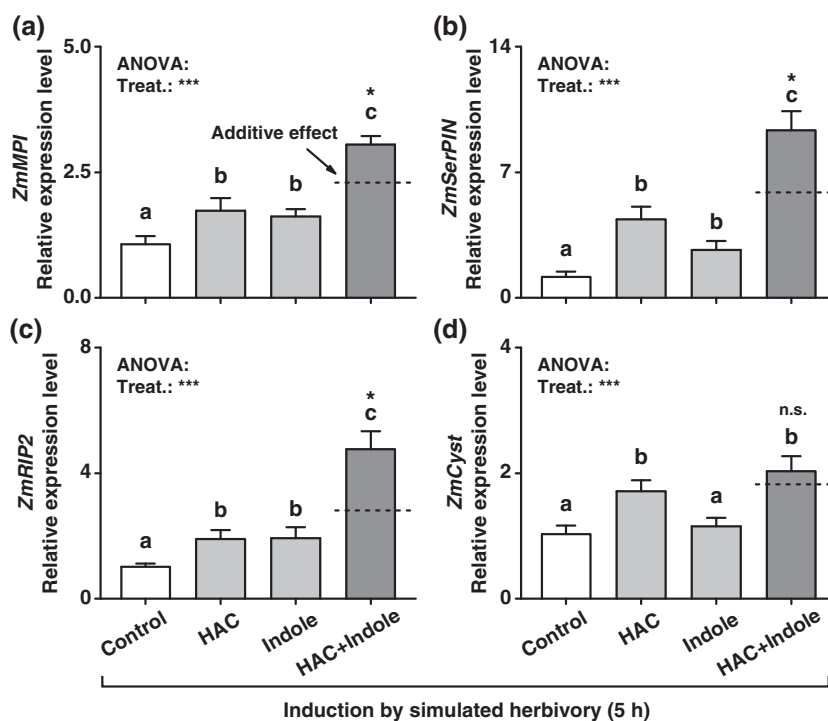 (a)
ZmMPI
Relative expression level
5.0
2.5
0.0
ANOVA:
Treat.: ***
Additive effect
a
b
b
*
c
(b)
ZmSerPIN
Relative expression level
14
7
0
ANOVA:
Treat.: ***
a
b
b
*
c
(c)
ZmRIP2
Relative expression level
8
4
0
ANOVA:
Treat.: ***
a
b
b
*
c
Control
HAC
Indole
HAC+Indole
(d)
ZmCyst
Relative expression level
4
2
0
ANOVA:
Treat.: ***
a
b
a
n.s.
b
Control
HAC
Indole
HAC+Indole
Induction by simulated herbivory (5 h)